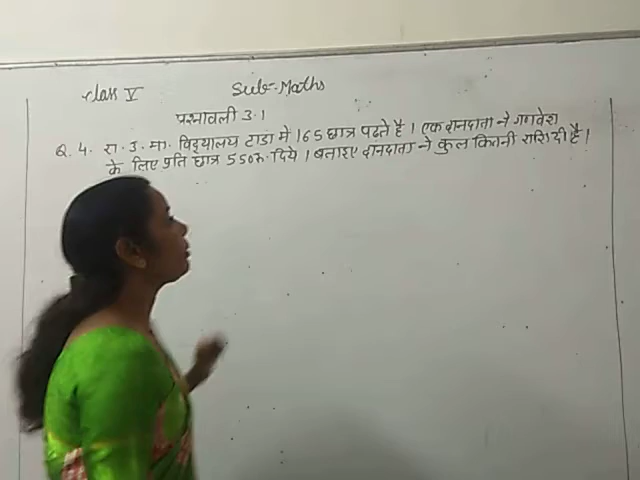 Class V Sub-Maths
प्रश्नावली 3.1
Q. 4. रा. उ. मा. विद्यालय टाडा में 165 छात्र पढते है । एक दानदाता ने गणवेश
के लिए प्रति छात्र 550रु. दिये । बताइए दानदाता ने कुल कितनी राशि दी है ।